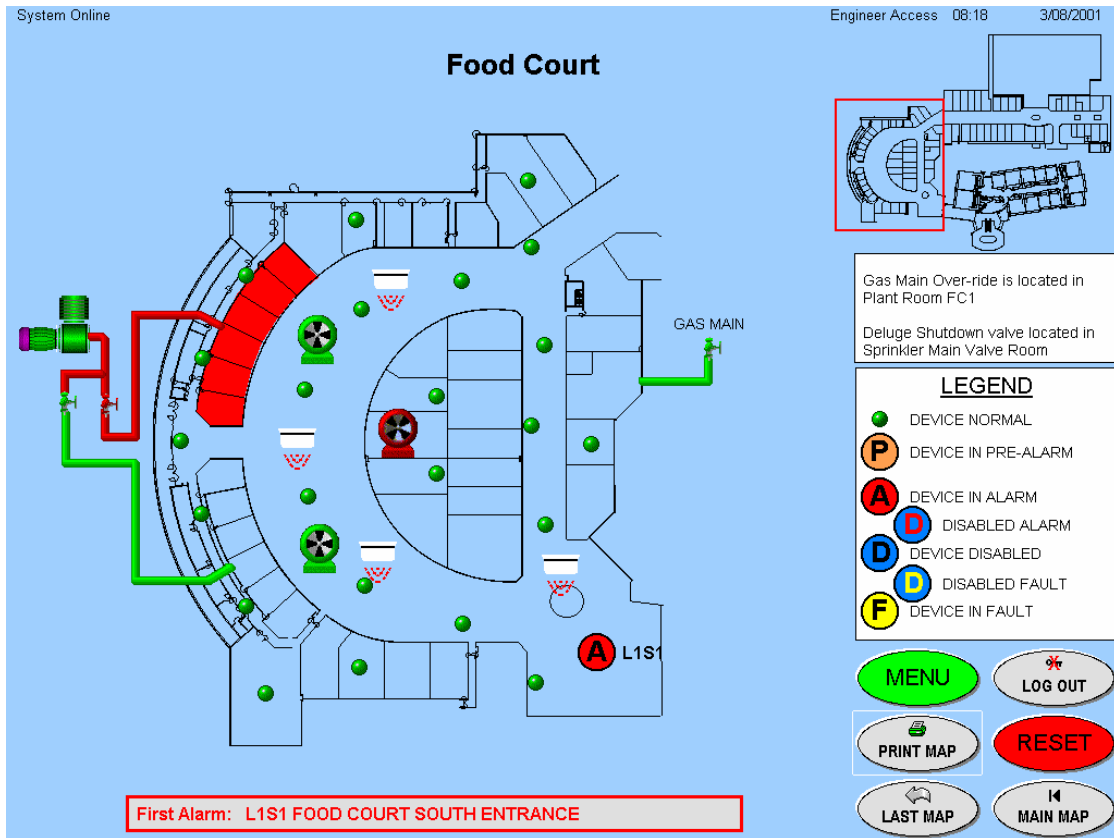 System Online
Engineer Access 08:18 3/08/2001
Food Court
Gas Main Over-ride is located in
Plant Room FC1
Deluge Shutdown valve located in
Sprinkler Main Valve Room
GAS MAIN
LEGEND
DEVICE NORMAL
P DEVICE IN PRE-ALARM
A DEVICE IN ALARM
D DISABLED ALARM
D DEVICE DISABLED
D DISABLED FAULT
F DEVICE IN FAULT
A L1S1
MENU
LOG OUT
PRINT MAP
RESET
LAST MAP
MAIN MAP
First Alarm: L1S1 FOOD COURT SOUTH ENTRANCE